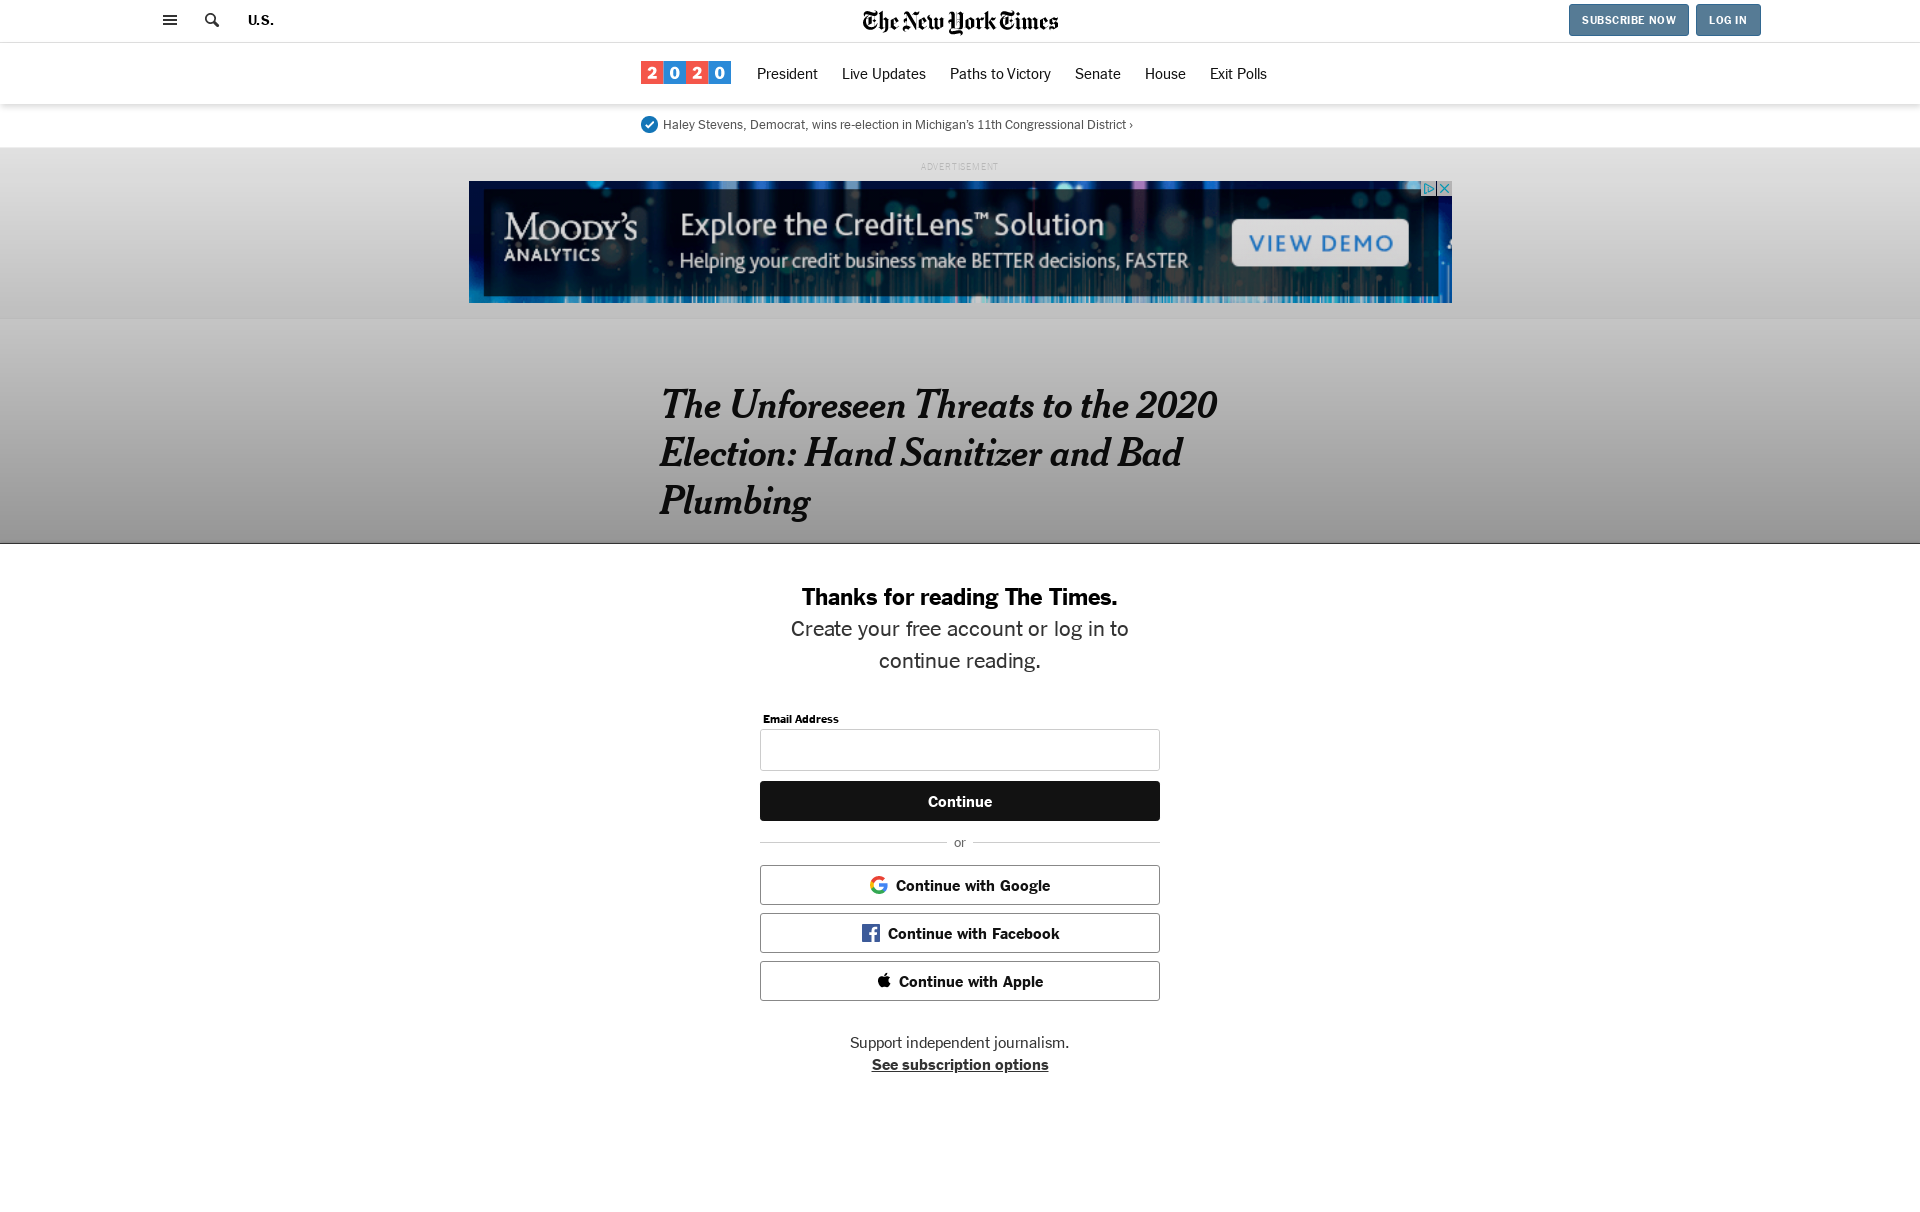 U.S.
The New York Times
SUBSCRIBE NOW
LOG IN
2020
President
Live Updates
Paths to Victory
Senate
House
Exit Polls
Haley Stevens, Democrat, wins re-election in Michigan’s 11th Congressional District ›
ADVERTISEMENT
MOODY’S
ANALYTICS
Explore the CreditLens™ Solution
Helping your credit business make BETTER decisions, FASTER
VIEW DEMO
The Unforeseen Threats to the 2020
Election: Hand Sanitizer and Bad
Plumbing
Thanks for reading The Times.
Create your free account or log in to
continue reading.
Email Address
Continue
or
Continue with Google
Continue with Facebook
Continue with Apple
Support independent journalism.
See subscription options